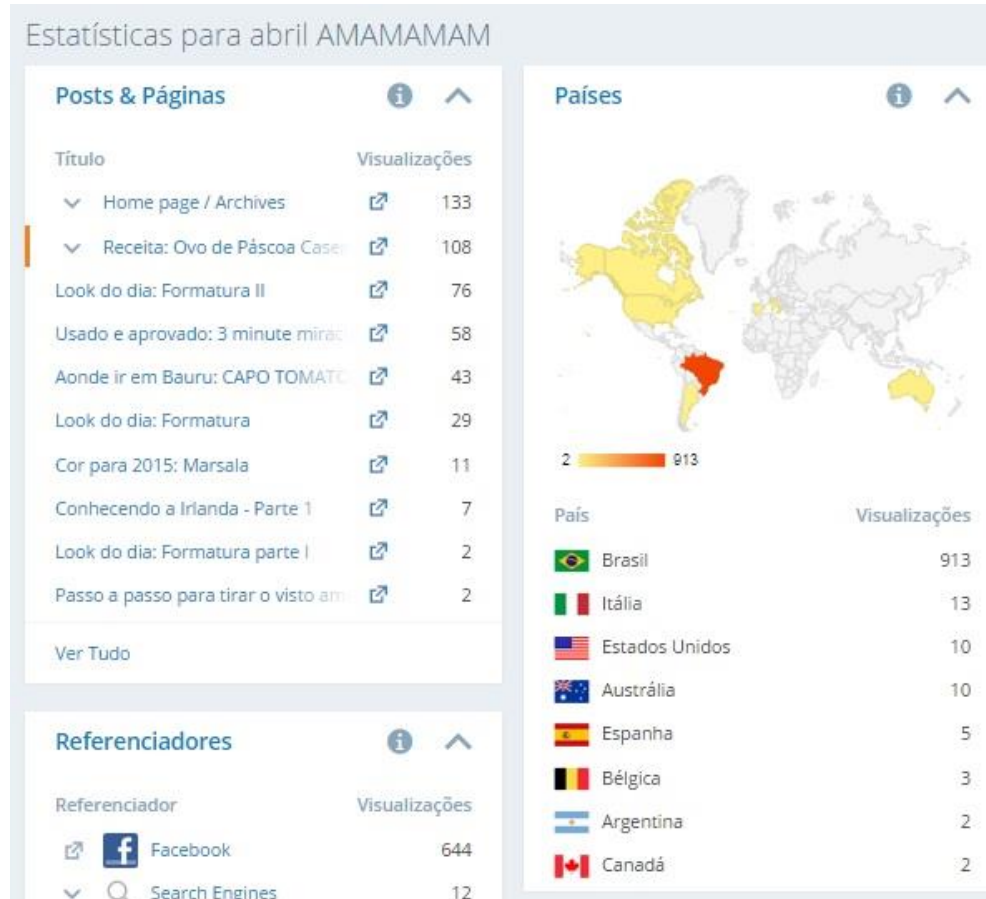 Estatísticas para abril AMAMAMAM
Posts & Páginas
Título Visualizações
Home page / Archives 133
Receita: Ovo de Páscoa Case 108
Look do dia: Formatura II 76
Usado e aprovado: 3 minute mirac 58
Aonde ir em Bauru: CAPO TOMATO 43
Look do dia: Formatura 29
Cor para 2015: Marsala 11
Conhecendo a Irlanda - Parte 1 7
Look do dia: Formatura parte I 2
Passo a passo para tirar o visto am 2
Ver Tudo
Referenciadores
Referenciador Visualizações
Facebook 644
Search Engines 12
Países
2 913
País Visualizações
Brasil 913
Itália 13
Estados Unidos 10
Austrália 10
Espanha 5
Bélgica 3
Argentina 2
Canadá 2